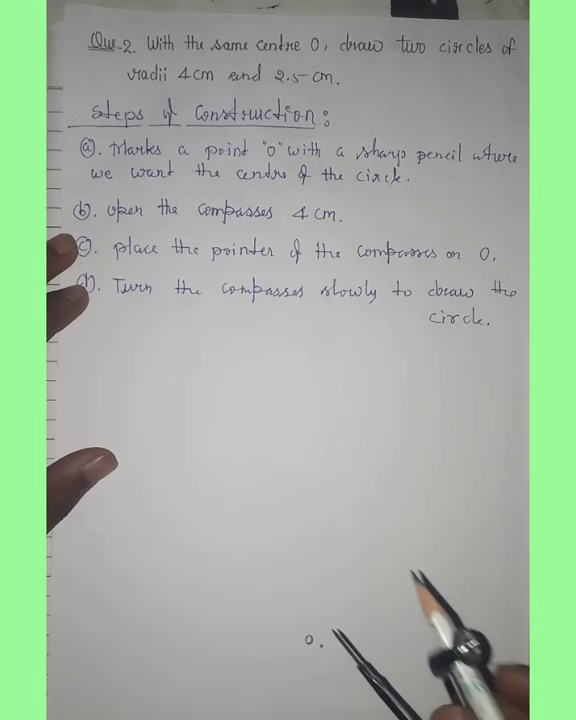 Que-2. With the same centre O, draw two circles of
radii 4cm and 2.5 cm.
Steps of Construction:
(a). Marks a point "O" with a sharp pencil where
we want the centre of the circle.
(b). open the compasses 4 cm.
(c). place the pointer of the compasses on O.
(d). Turn the compasses slowly to draw the
circle.
O.